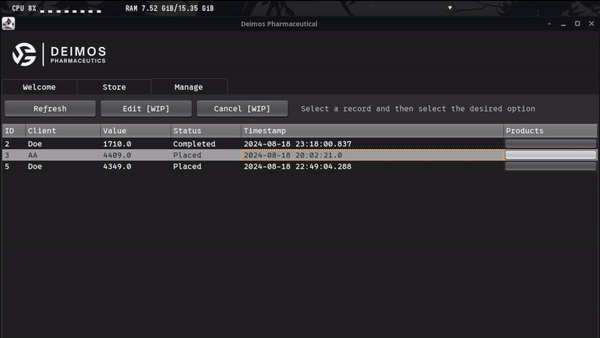 CPU 8% RAM 7.52 GiB/15.35 GiB
Deimos Pharmaceutical
DEIMOS
PHARMACEUTICS
Welcome Store Manage
Refresh Edit [WIP] Cancel [WIP] Select a record and then select the desired option
ID Client Value Status Timestamp Products
2 Doe 1710.0 Completed 2024-08-18 23:18:00.837
3 AA 4409.0 Placed 2024-08-18 20:02:21.0
5 Doe 4349.0 Placed 2024-08-18 22:49:04.288